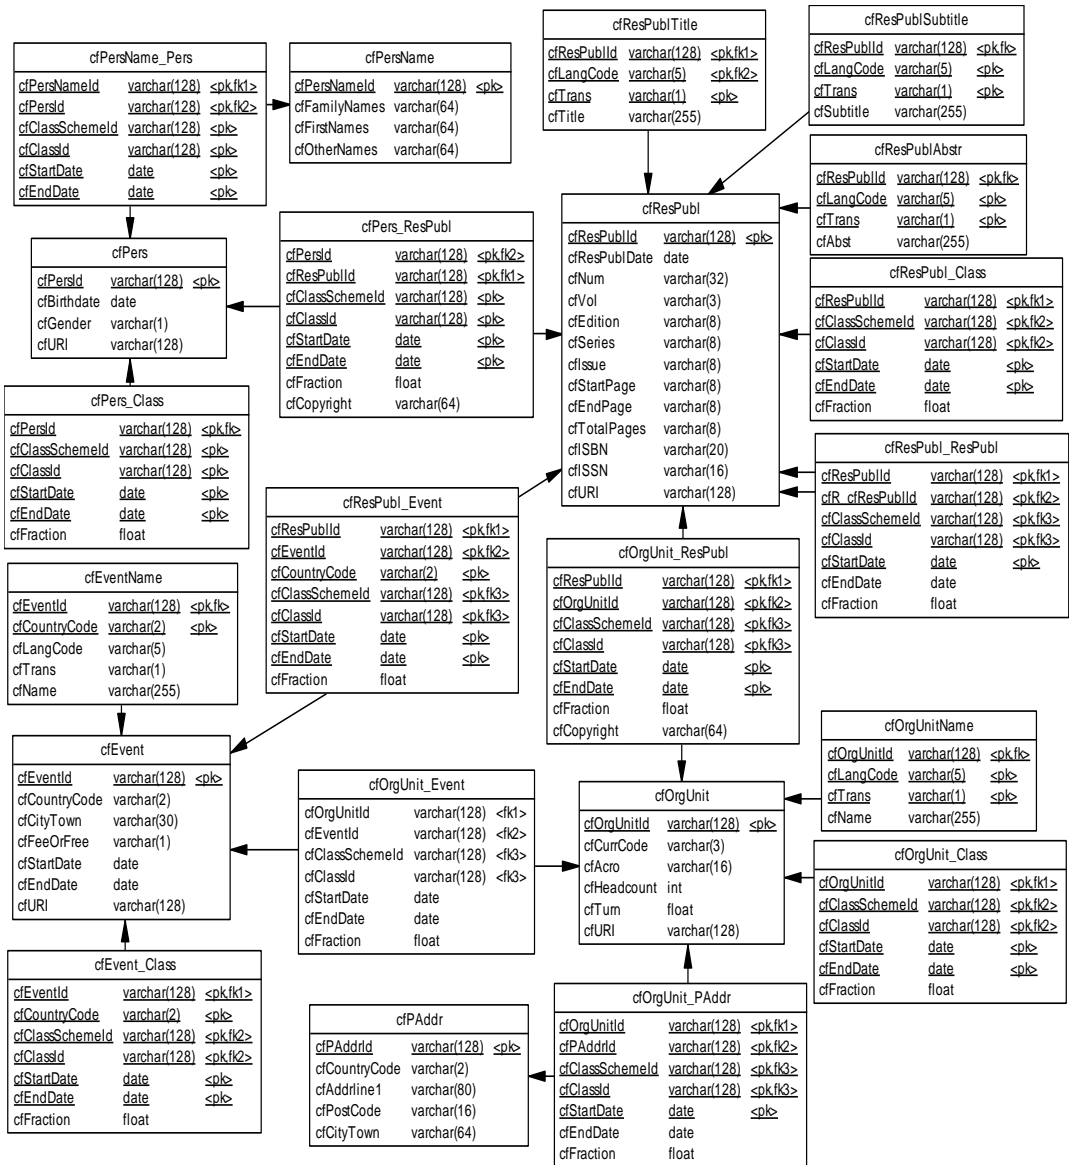 cfPersName_Pers
cfPersNameId varchar(128) <pk,fk1>
cfPersId varchar(128) <pk,fk2>
cfClassSchemeId varchar(128) <pk>
cfClassId varchar(128) <pk>
cfStartDate date <pk>
cfEndDate date <pk>
cfPersName
cfPersNameId varchar(128) <pk>
cfFamilyNames varchar(64)
cfFirstNames varchar(64)
cfOtherNames varchar(64)
cfResPublTitle
cfResPublId varchar(128) <pk,fk1>
cfLangCode varchar(5) <pk,fk2>
cfTrans varchar(1) <pk>
cfTitle varchar(255)
cfResPublSubtitle
cfResPublId varchar(128) <pk,fk>
cfLangCode varchar(5) <pk>
cfTrans varchar(1) <pk>
cfSubtitle varchar(255)
cfResPublAbstr
cfResPublId varchar(128) <pk,fk>
cfLangCode varchar(5) <pk>
cfTrans varchar(1) <pk>
cfAbst varchar(255)
cfPers
cfPersId varchar(128) <pk>
cfBirthdate date
cfGender varchar(1)
cfURI varchar(128)
cfPers_ResPubl
cfPersId varchar(128) <pk,fk2>
cfResPublId varchar(128) <pk,fk1>
cfClassSchemeId varchar(128) <pk>
cfClassId varchar(128) <pk>
cfStartDate date <pk>
cfEndDate date <pk>
cfFraction float
cfCopyright varchar(64)
cfResPubl
cfResPublId varchar(128) <pk>
cfResPublDate date
cfNum varchar(32)
cfVol varchar(3)
cfEdition varchar(8)
cfSeries varchar(8)
cfIssue varchar(8)
cfStartPage varchar(8)
cfEndPage varchar(8)
cfTotalPages varchar(8)
cfISBN varchar(20)
cfISSN varchar(16)
cfURI varchar(128)
cfResPubl_Class
cfResPublId varchar(128) <pk,fk1>
cfClassSchemeId varchar(128) <pk,fk2>
cfClassId varchar(128) <pk,fk2>
cfStartDate date <pk>
cfEndDate date <pk>
cfFraction float
cfPers_Class
cfPersId varchar(128) <pk,fk>
cfClassSchemeId varchar(128) <pk>
cfClassId varchar(128) <pk>
cfStartDate date <pk>
cfEndDate date <pk>
cfFraction float
cfResPubl_ResPubl
cfResPublId varchar(128) <pk,fk1>
cfR_cfResPublId varchar(128) <pk,fk2>
cfClassSchemeId varchar(128) <pk,fk3>
cfClassId varchar(128) <pk,fk3>
cfStartDate date <pk>
cfEndDate date
cfFraction float
cfResPubl_Event
cfResPublId varchar(128) <pk,fk1>
cfEventId varchar(128) <pk,fk2>
cfCountryCode varchar(2) <pk>
cfClassSchemeId varchar(128) <pk,fk3>
cfClassId varchar(128) <pk,fk3>
cfStartDate date <pk>
cfEndDate date <pk>
cfFraction float
cfEventName
cfEventId varchar(128) <pk,fk>
cfCountryCode varchar(2) <pk>
cfLangCode varchar(5)
cfTrans varchar(1)
cfName varchar(255)
cfOrgUnit_ResPubl
cfResPublId varchar(128) <pk,fk1>
cfOrgUnitId varchar(128) <pk,fk2>
cfClassSchemeId varchar(128) <pk,fk3>
cfClassId varchar(128) <pk,fk3>
cfStartDate date <pk>
cfEndDate date <pk>
cfFraction float
cfCopyright varchar(64)
cfEvent
cfEventId varchar(128) <pk>
cfCountryCode varchar(2)
cfCityTown varchar(30)
cfFeeOrFree varchar(1)
cfStartDate date
cfEndDate date
cfURI varchar(128)
cfOrgUnit_Event
cfOrgUnitId varchar(128) <fk1>
cfEventId varchar(128) <fk2>
cfClassSchemeId varchar(128) <fk3>
cfClassId varchar(128) <fk3>
cfStartDate date
cfEndDate date
cfFraction float
cfOrgUnit
cfOrgUnitId varchar(128) <pk>
cfCurrCode varchar(3)
cfAcro varchar(16)
cfHeadcount int
cfTurn float
cfURI varchar(128)
cfOrgUnitName
cfOrgUnitId varchar(128) <pk,fk>
cfLangCode varchar(5) <pk>
cfTrans varchar(1) <pk>
cfName varchar(255)
cfOrgUnit_Class
cfOrgUnitId varchar(128) <pk,fk1>
cfClassSchemeId varchar(128) <pk,fk2>
cfClassId varchar(128) <pk,fk2>
cfStartDate date <pk>
cfEndDate date <pk>
cfFraction float
cfEvent_Class
cfEventId varchar(128) <pk,fk1>
cfCountryCode varchar(2) <pk>
cfClassSchemeId varchar(128) <pk,fk2>
cfClassId varchar(128) <pk,fk2>
cfStartDate date <pk>
cfEndDate date <pk>
cfFraction float
cfPAddr
cfPAddrId varchar(128) <pk>
cfCountryCode varchar(2)
cfAddrline1 varchar(80)
cfPostCode varchar(16)
cfCityTown varchar(64)
cfOrgUnit_PAddr
cfOrgUnitId varchar(128) <pk,fk1>
cfPAddrId varchar(128) <pk,fk2>
cfClassSchemeId varchar(128) <pk,fk3>
cfClassId varchar(128) <pk,fk3>
cfStartDate date <pk>
cfEndDate date
cfFraction float